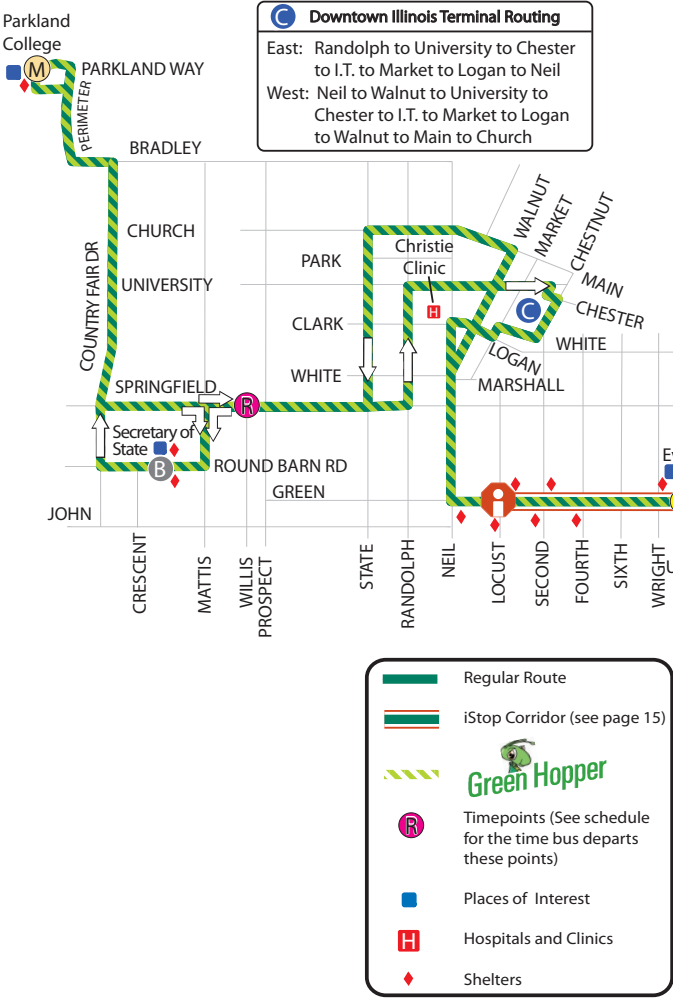 C Downtown Illinois Terminal Routing
East: Randolph to University to Chester
to I.T. to Market to Logan to Neil
West: Neil to Walnut to University to
Chester to I.T. to Market to Logan
to Walnut to Main to Church
Parkland
College
M
PARKLAND WAY
PERIMETER
BRADLEY
CHURCH
UNIVERSITY
COUNTRY FAIR DR
SPRINGFIELD
Secretary of
State
B
R
ROUND BARN RD
GREEN
JOHN
PARK
CLARK
WHITE
Christie
Clinic
H
WALNUT
MARKET
CHESTNUT
MAIN
CHESTER
C
WHITE
LOGAN
MARSHALL
CRESCENT
MATTIS
WILLIS
PROSPECT
STATE
RANDOLPH
NEIL
LOCUST
SECOND
FOURTH
SIXTH
WRIGHT
Regular Route
iStop Corridor (see page 15)
Green Hopper
R
Timepoints (See schedule
for the time bus departs
these points)
Places of Interest
H
Hospitals and Clinics
Shelters